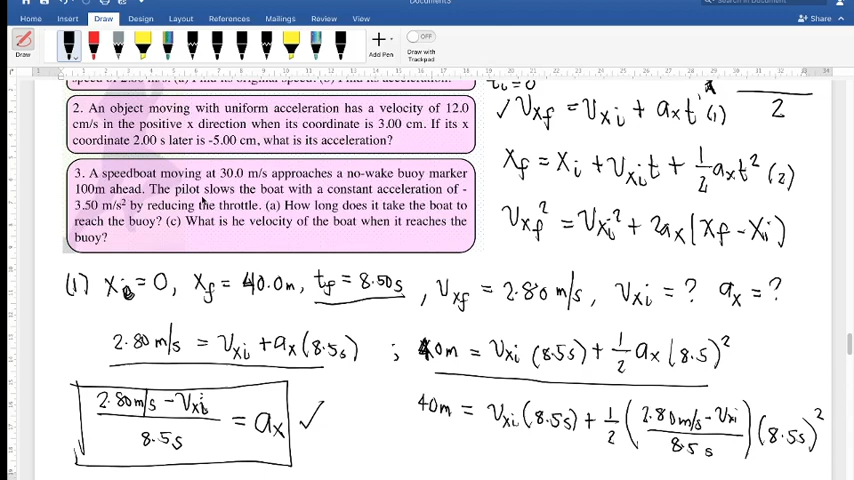 Document3
Search in Document
Home Insert Draw Design Layout References Mailings Review View
Share
OFF
Draw
Add Pen
Draw with
Trackpad
2. An object moving with uniform acceleration has a velocity of 12.0
cm/s in the positive x direction when its coordinate is 3.00 cm. If its x
coordinate 2.00 s later is -5.00 cm, what is its acceleration?
3. A speedboat moving at 30.0 m/s approaches a no-wake buoy marker
100m ahead. The pilot slows the boat with a constant acceleration of -
3.50 m/s² by reducing the throttle. (a) How long does it take the boat to
reach the buoy? (c) What is he velocity of the boat when it reaches the
buoy?
✓ Vxf = Vxi + axt (1)
2
xf = xi + Vxit + 1/2 axt² (2)
Vxf² = Vxi² + 2ax(xf - xi)
(1) xi = 0, xf = 40.0m, tf = 8.50s, Vxf = 2.80 m/s, Vxi = ? ax = ?
2.80 m/s = Vxi + ax(8.5s) ; 40m = Vxi (8.5s) + 1/2 ax (8.5)²
(2.80m/s - Vxi)/8.5s = ax ✓
40m = Vxi(8.5s) + 1/2 ((2.80m/s - Vxi)/8.5s) (8.5s)²